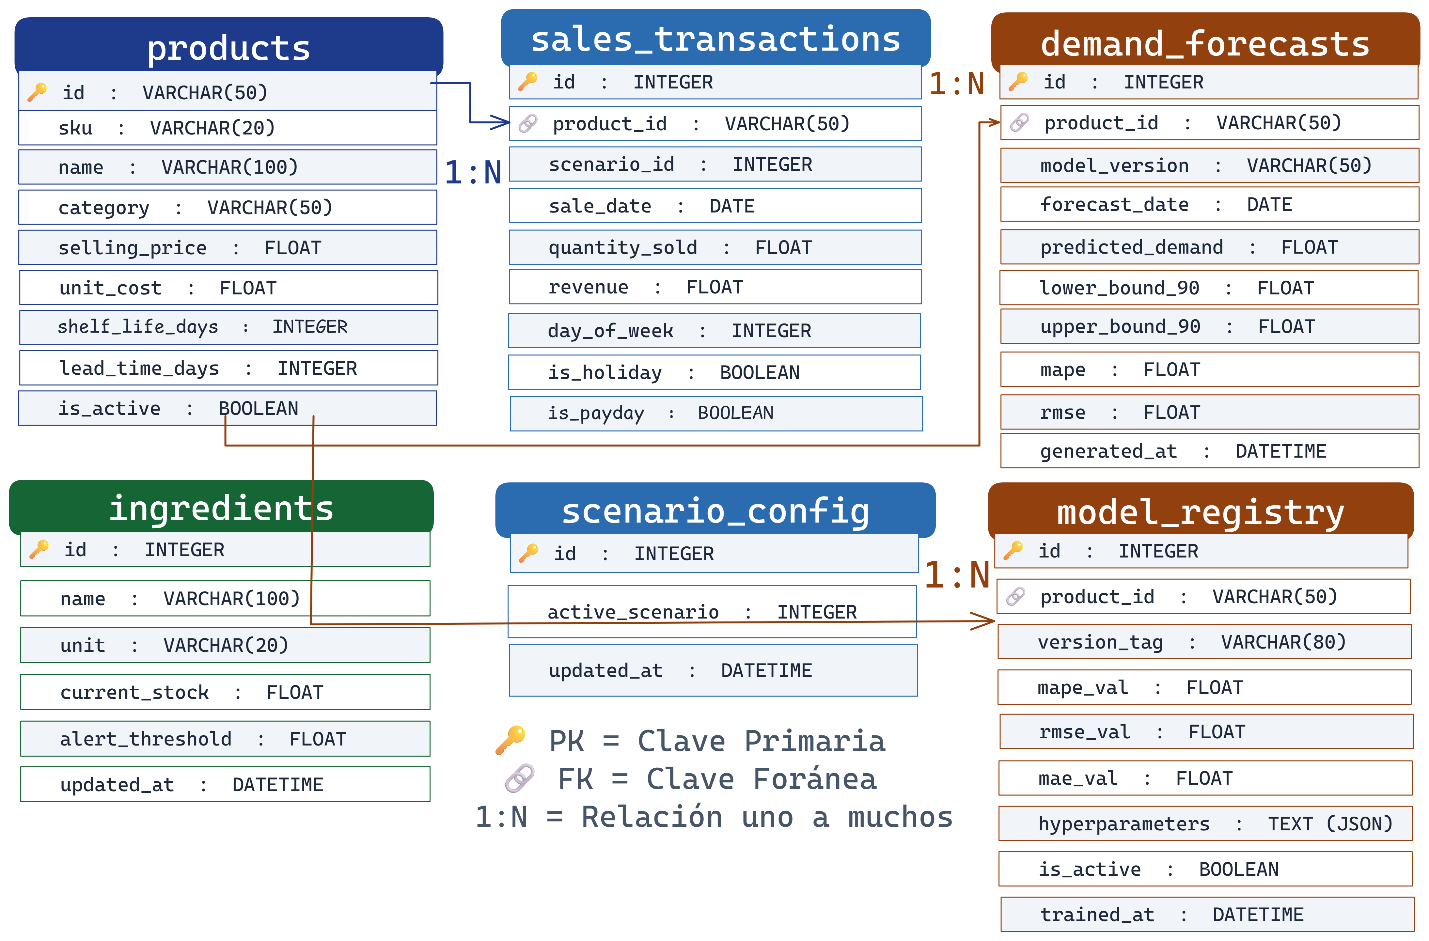 products
🔑 id : VARCHAR(50)
sku : VARCHAR(20)
name : VARCHAR(100)
category : VARCHAR(50)
selling_price : FLOAT
unit_cost : FLOAT
shelf_life_days : INTEGER
lead_time_days : INTEGER
is_active : BOOLEAN
1:N
sales_transactions
🔑 id : INTEGER
🔗 product_id : VARCHAR(50)
scenario_id : INTEGER
sale_date : DATE
quantity_sold : FLOAT
revenue : FLOAT
day_of_week : INTEGER
is_holiday : BOOLEAN
is_payday : BOOLEAN
1:N
demand_forecasts
🔑 id : INTEGER
🔗 product_id : VARCHAR(50)
model_version : VARCHAR(50)
forecast_date : DATE
predicted_demand : FLOAT
lower_bound_90 : FLOAT
upper_bound_90 : FLOAT
mape : FLOAT
rmse : FLOAT
generated_at : DATETIME
ingredients
🔑 id : INTEGER
name : VARCHAR(100)
unit : VARCHAR(20)
current_stock : FLOAT
alert_threshold : FLOAT
updated_at : DATETIME
scenario_config
🔑 id : INTEGER
active_scenario : INTEGER
updated_at : DATETIME
1:N
model_registry
🔑 id : INTEGER
🔗 product_id : VARCHAR(50)
version_tag : VARCHAR(80)
mape_val : FLOAT
rmse_val : FLOAT
mae_val : FLOAT
hyperparameters : TEXT (JSON)
is_active : BOOLEAN
trained_at : DATETIME
🔑 PK = Clave Primaria
🔗 FK = Clave Foránea
1:N = Relación uno a muchos